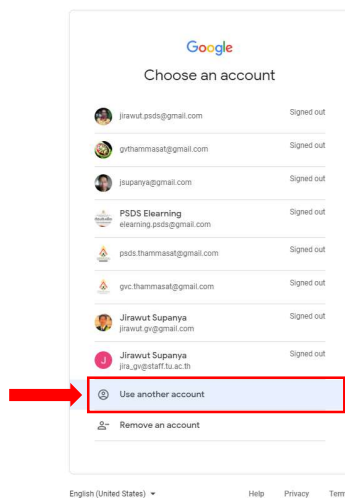 Google
Choose an account
jirawut.psds@gmail.com Signed out
gvthammasat@gmail.com Signed out
jsupanya@gmail.com Signed out
PSDS Elearning Signed out
elearning.psds@gmail.com
psds.thammasat@gmail.com Signed out
gvc.thammasat@gmail.com Signed out
Jirawut Supanya Signed out
jirawut.gv@gmail.com
J Jirawut Supanya Signed out
jira_gv@staff.tu.ac.th
Use another account
Remove an account
English (United States) Help Privacy Term